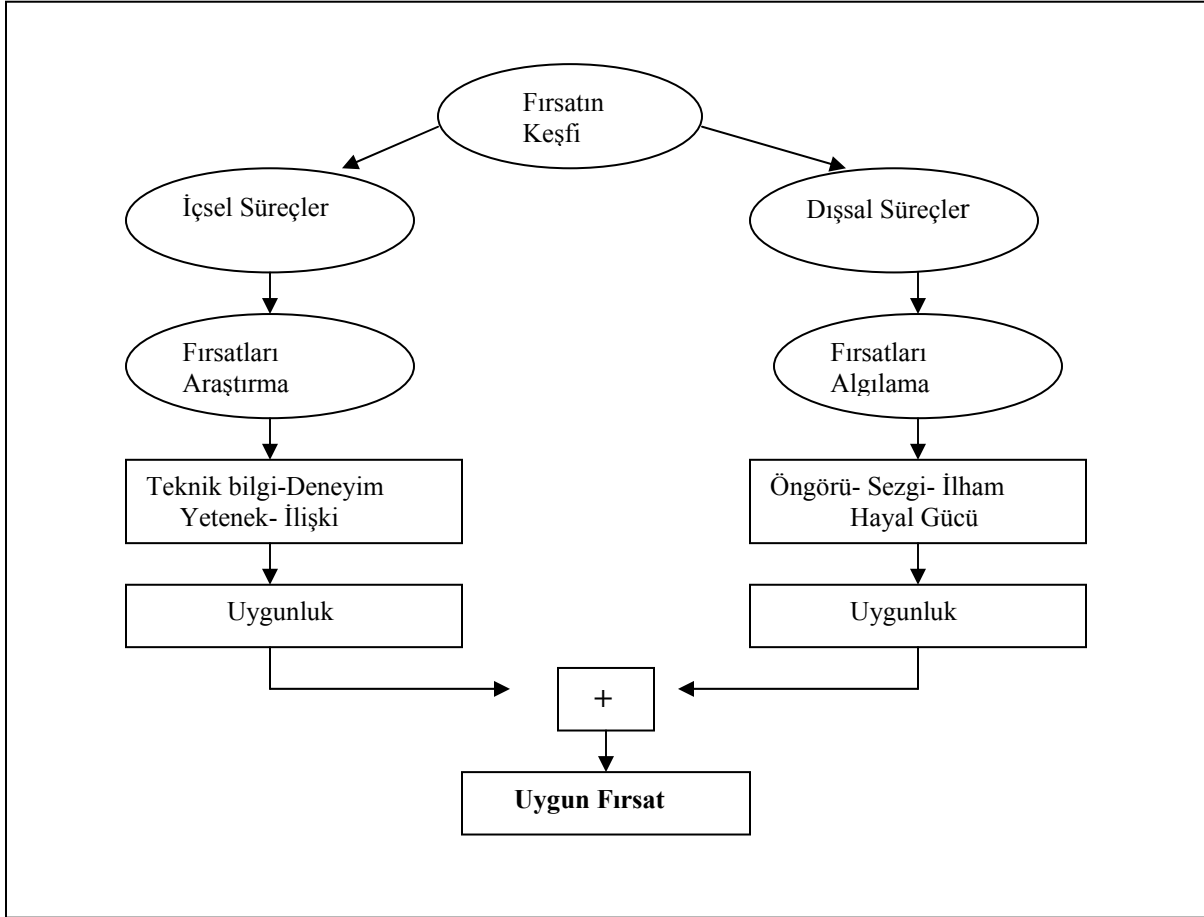 Fırsatın
Keşfi
İçsel Süreçler
Dışsal Süreçler
Fırsatları
Araştırma
Fırsatları
Algılama
Teknik bilgi-Deneyim
Yetenek- İlişki
Öngörü- Sezgi- İlham
Hayal Gücü
Uygunluk
Uygunluk
+
Uygun Fırsat